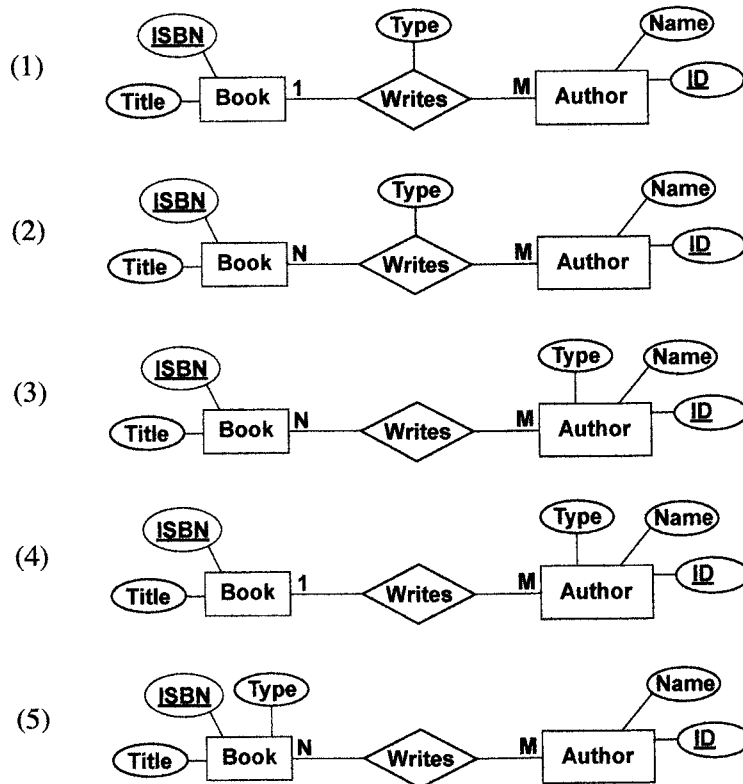 (1) ISBN Title Book 1 Type Writes M Author Name ID
(2) ISBN Title Book N Type Writes M Author Name ID
(3) ISBN Title Book N Writes M Type Author Name ID
(4) ISBN Title Book 1 Writes M Type Author Name ID
(5) ISBN Type Title Book N Writes M Author Name ID